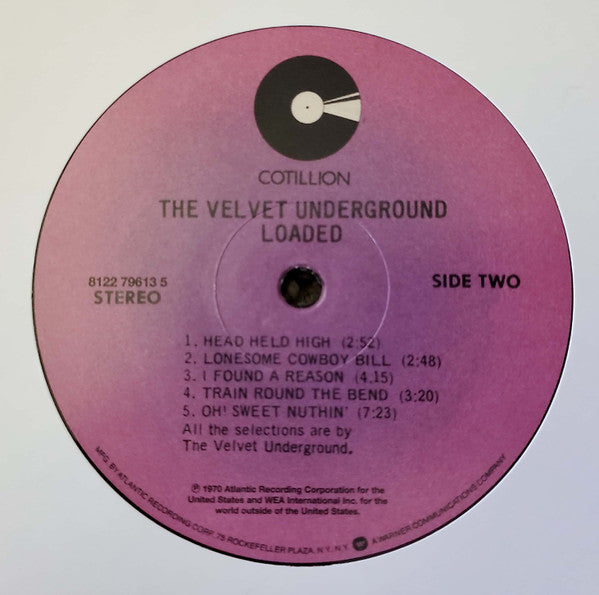 COTILLION
THE VELVET UNDERGROUND
LOADED
8122 79613 5
STEREO
SIDE TWO
1. HEAD HELD HIGH (2:52)
2. LONESOME COWBOY BILL (2:48)
3. I FOUND A REASON (4.15)
4. TRAIN ROUND THE BEND (3:20)
5. OH! SWEET NUTHIN' (7:23)
All the selections are by
The Velvet Underground.
℗ 1970 Atlantic Recording Corporation for the
United States and WEA International Inc. for the
world outside of the United States.
MFG. BY ATLANTIC RECORDING CORP., 75 ROCKEFELLER PLAZA, N.Y., N.Y. A WARNER COMMUNICATIONS COMPANY